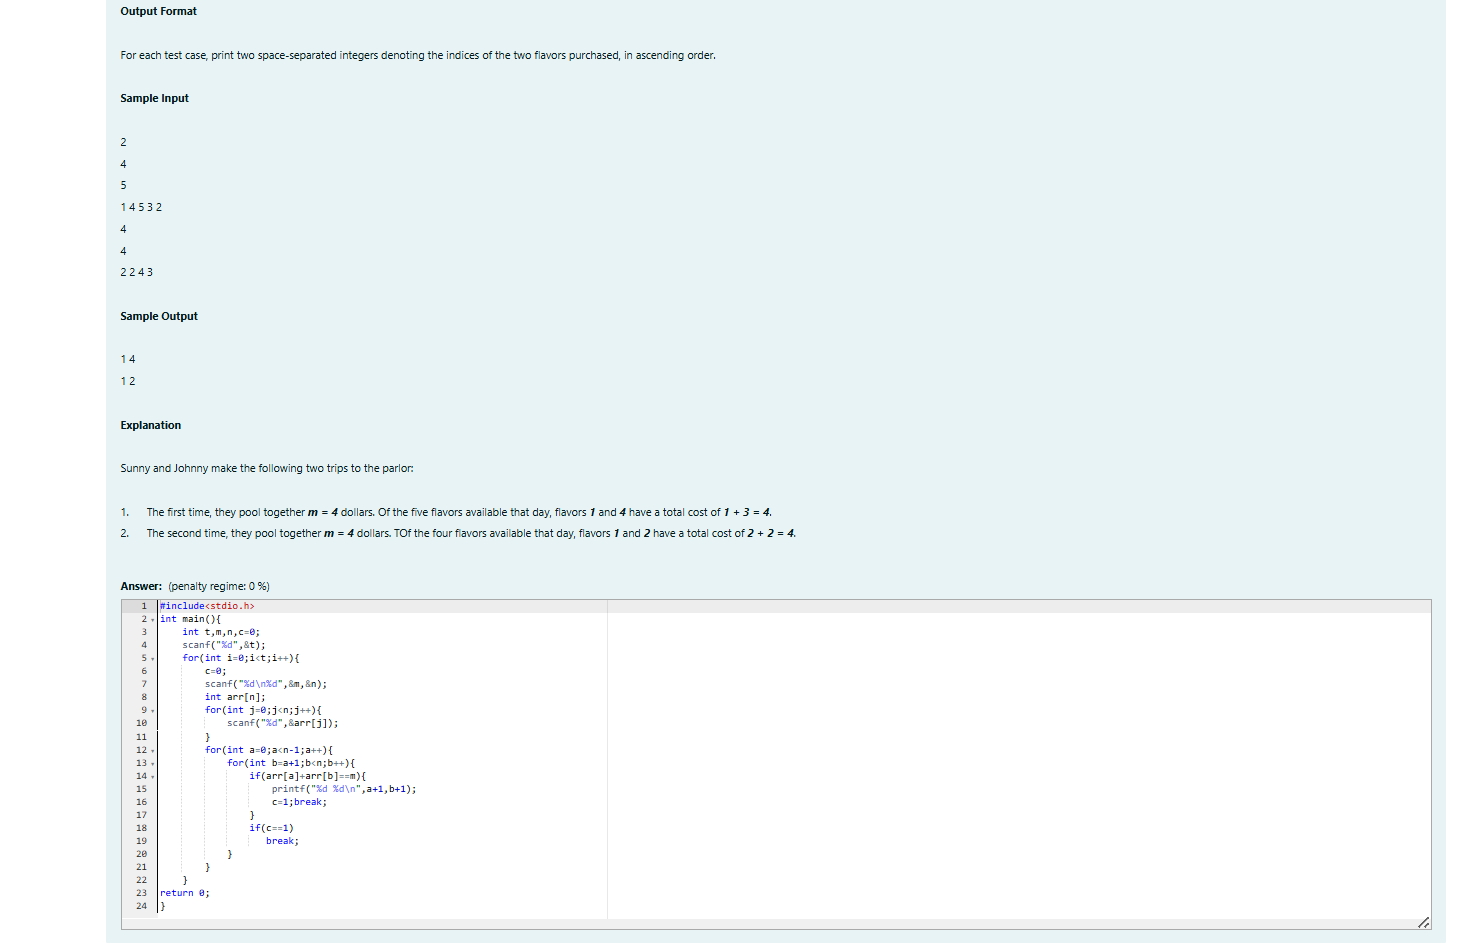 Output Format
For each test case, print two space-separated integers denoting the indices of the two flavors purchased, in ascending order.
Sample Input
2
4
5
1 4 5 3 2
4
4
2 2 4 3
Sample Output
1 4
1 2
Explanation
Sunny and Johnny make the following two trips to the parlor:
1. The first time, they pool together m = 4 dollars. Of the five flavors available that day, flavors 1 and 4 have a total cost of 1 + 3 = 4.
2. The second time, they pool together m = 4 dollars. TOf the four flavors available that day, flavors 1 and 2 have a total cost of 2 + 2 = 4.
Answer: (penalty regime: 0 %)
1 #include<stdio.h>
2 int main(){
3     int t,m,n,c=0;
4     scanf("%d",&t);
5     for(int i=0;i<t;i++){
6         c=0;
7         scanf("%d\n%d",&m,&n);
8         int arr[n];
9         for(int j=0;j<n;j++){
10             scanf("%d",&arr[j]);
11         }
12         for(int a=0;a<n-1;a++){
13             for(int b=a+1;b<n;b++){
14                 if(arr[a]+arr[b]==m){
15                     printf("%d %d\n",a+1,b+1);
16                     c=1;break;
17                 }
18                 if(c==1)
19                    break;
20             }
21         }
22     }
23 return 0;
24 }